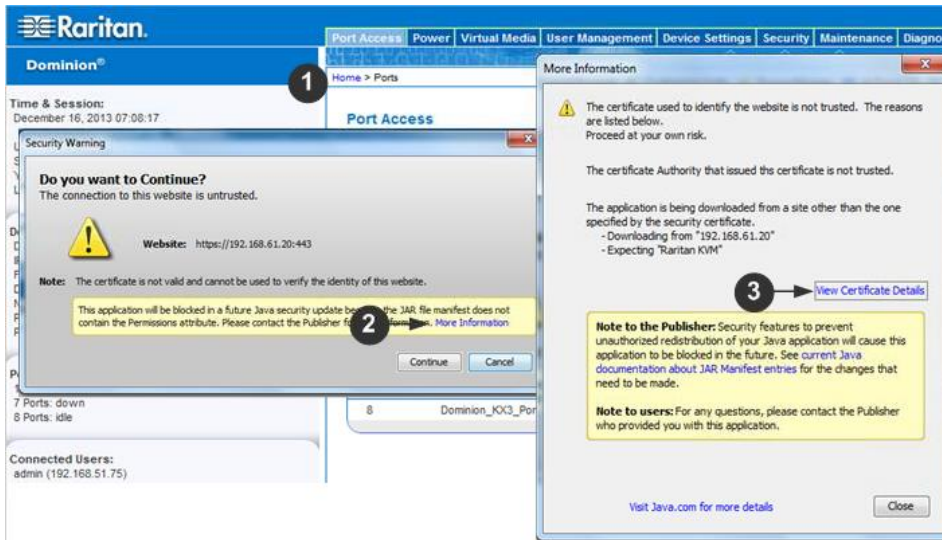 Raritan.
Dominion®
Port Access Power Virtual Media User Management Device Settings Security Maintenance Diagno
1
Home > Ports
Time & Session:
December 16, 2013 07:08:17
Port Access
Security Warning
Do you want to Continue?
The connection to this website is untrusted.
Website: https://192.168.61.20:443
Note: The certificate is not valid and cannot be used to verify the identity of this website.
This application will be blocked in a future Java security update the JAR file manifest does not
contain the Permissions attribute. Please contact the Publisher More Information
2
Continue Cancel
7 Ports: down
8 Ports: idle
8 Dominion_KX3_Por
Connected Users:
admin (192.168.51.75)
More Information
The certificate used to identify the website is not trusted. The reasons
are listed below.
Proceed at your own risk.
The certificate Authority that issued ths certificate is not trusted.
The application is being downloaded from a site other than the one
specified by the security certificate.
- Downloading from "192.168.61.20"
- Expecting "Raritan KVM"
3
View Certificate Details
Note to the Publisher: Security features to prevent
unauthorized redistribution of your Java application will cause this
application to be blocked in the future. See current Java
documentation about JAR Manifest entries for the changes that
need to be made.
Note to users: For any questions, please contact the Publisher
who provided you with this application.
Visit Java.com for more details
Close